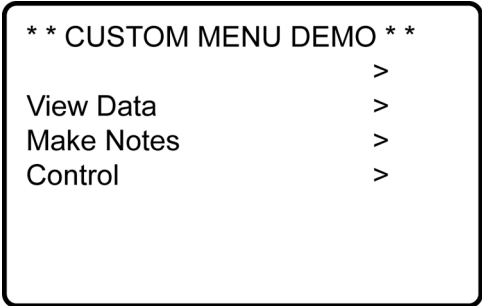 * * CUSTOM MENU DEMO * *
>
View Data >
Make Notes >
Control >